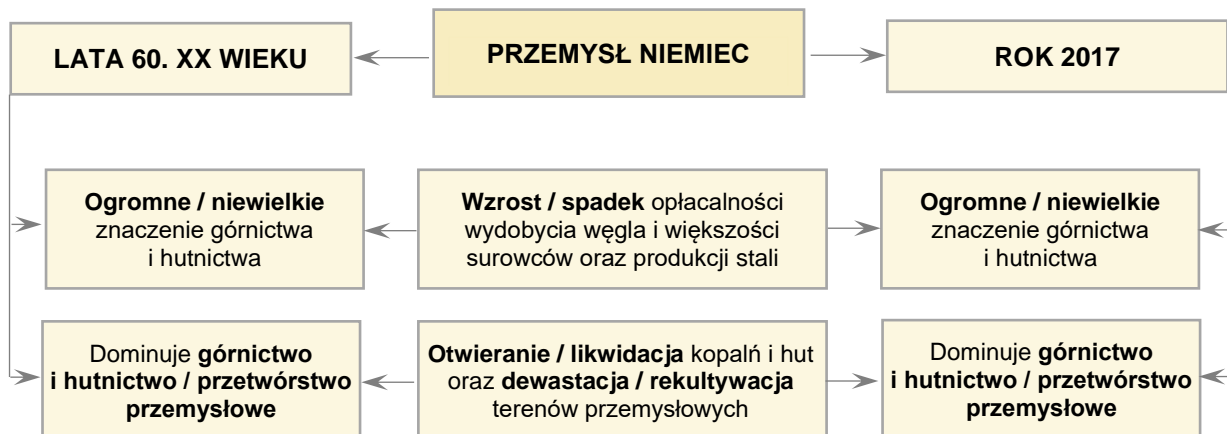 LATA 60. XX WIEKU
PRZEMYSŁ NIEMIEC
ROK 2017
Ogromne / niewielkie
znaczenie górnictwa
i hutnictwa
Wzrost / spadek opłacalności
wydobycia węgla i większości
surowców oraz produkcji stali
Ogromne / niewielkie
znaczenie górnictwa
i hutnictwa
Dominuje górnictwo
i hutnictwo / przetwórstwo
przemysłowe
Otwieranie / likwidacja kopalń i hut
oraz dewastacja / rekultywacja
terenów przemysłowych
Dominuje górnictwo
i hutnictwo / przetwórstwo
przemysłowe